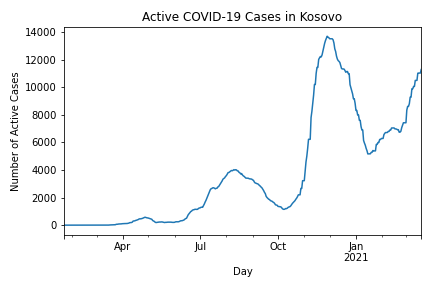 Active COVID-19 Cases in Kosovo
14000
12000
10000
8000
6000
4000
2000
0
Number of Active Cases
Apr
Jul
Oct
Jan
2021
Day